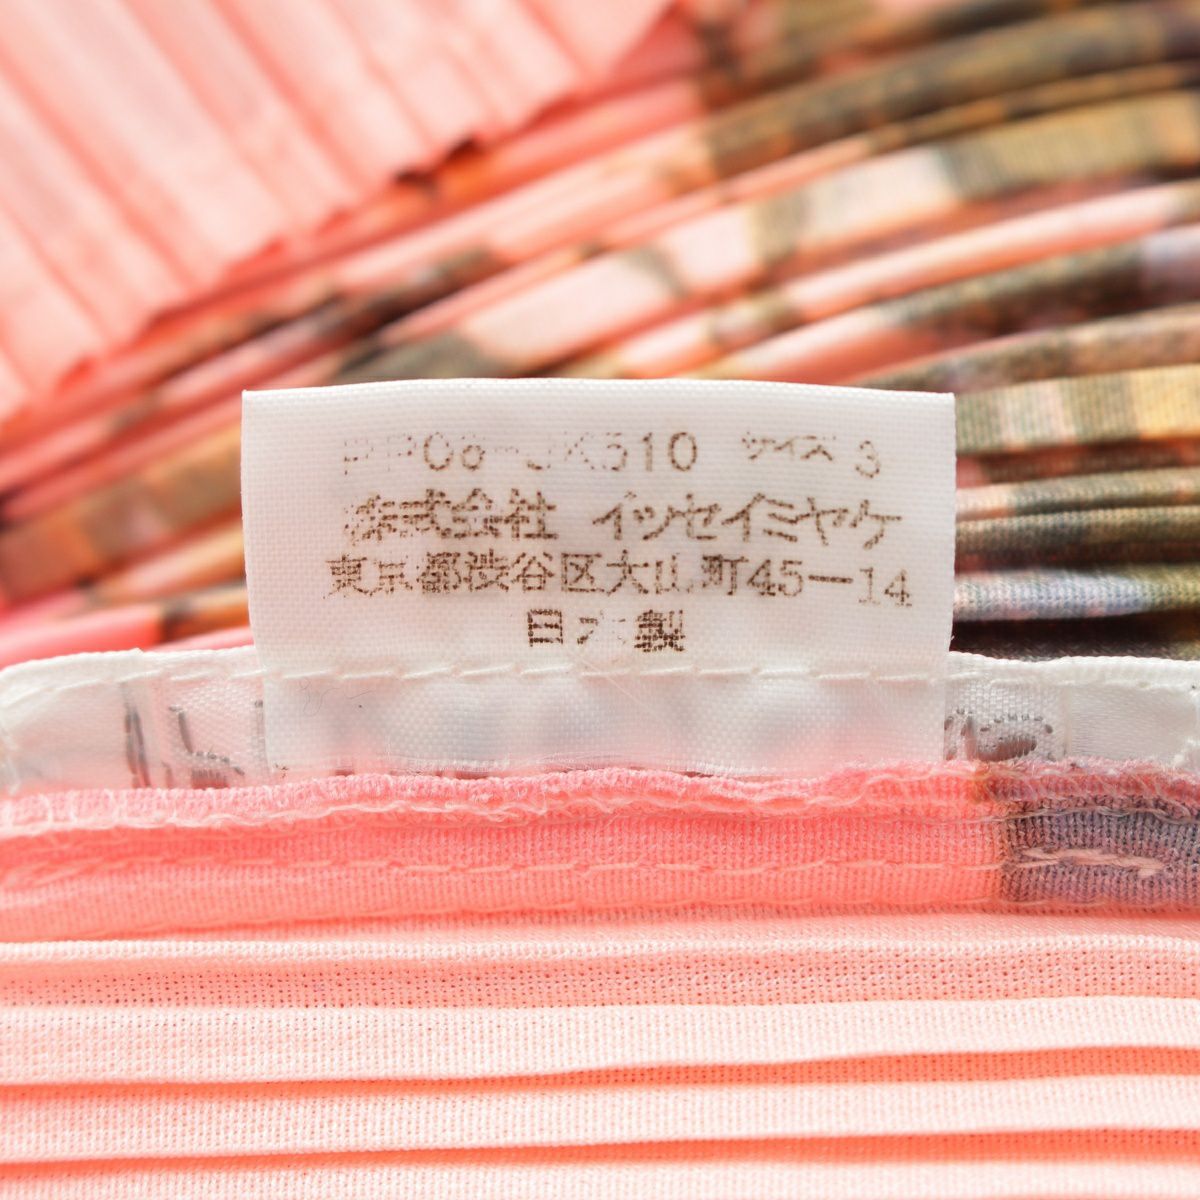 PP06-JK510 サイズ 3
株式会社 イッセイミヤケ
東京都渋谷区大山町45-14
日本製